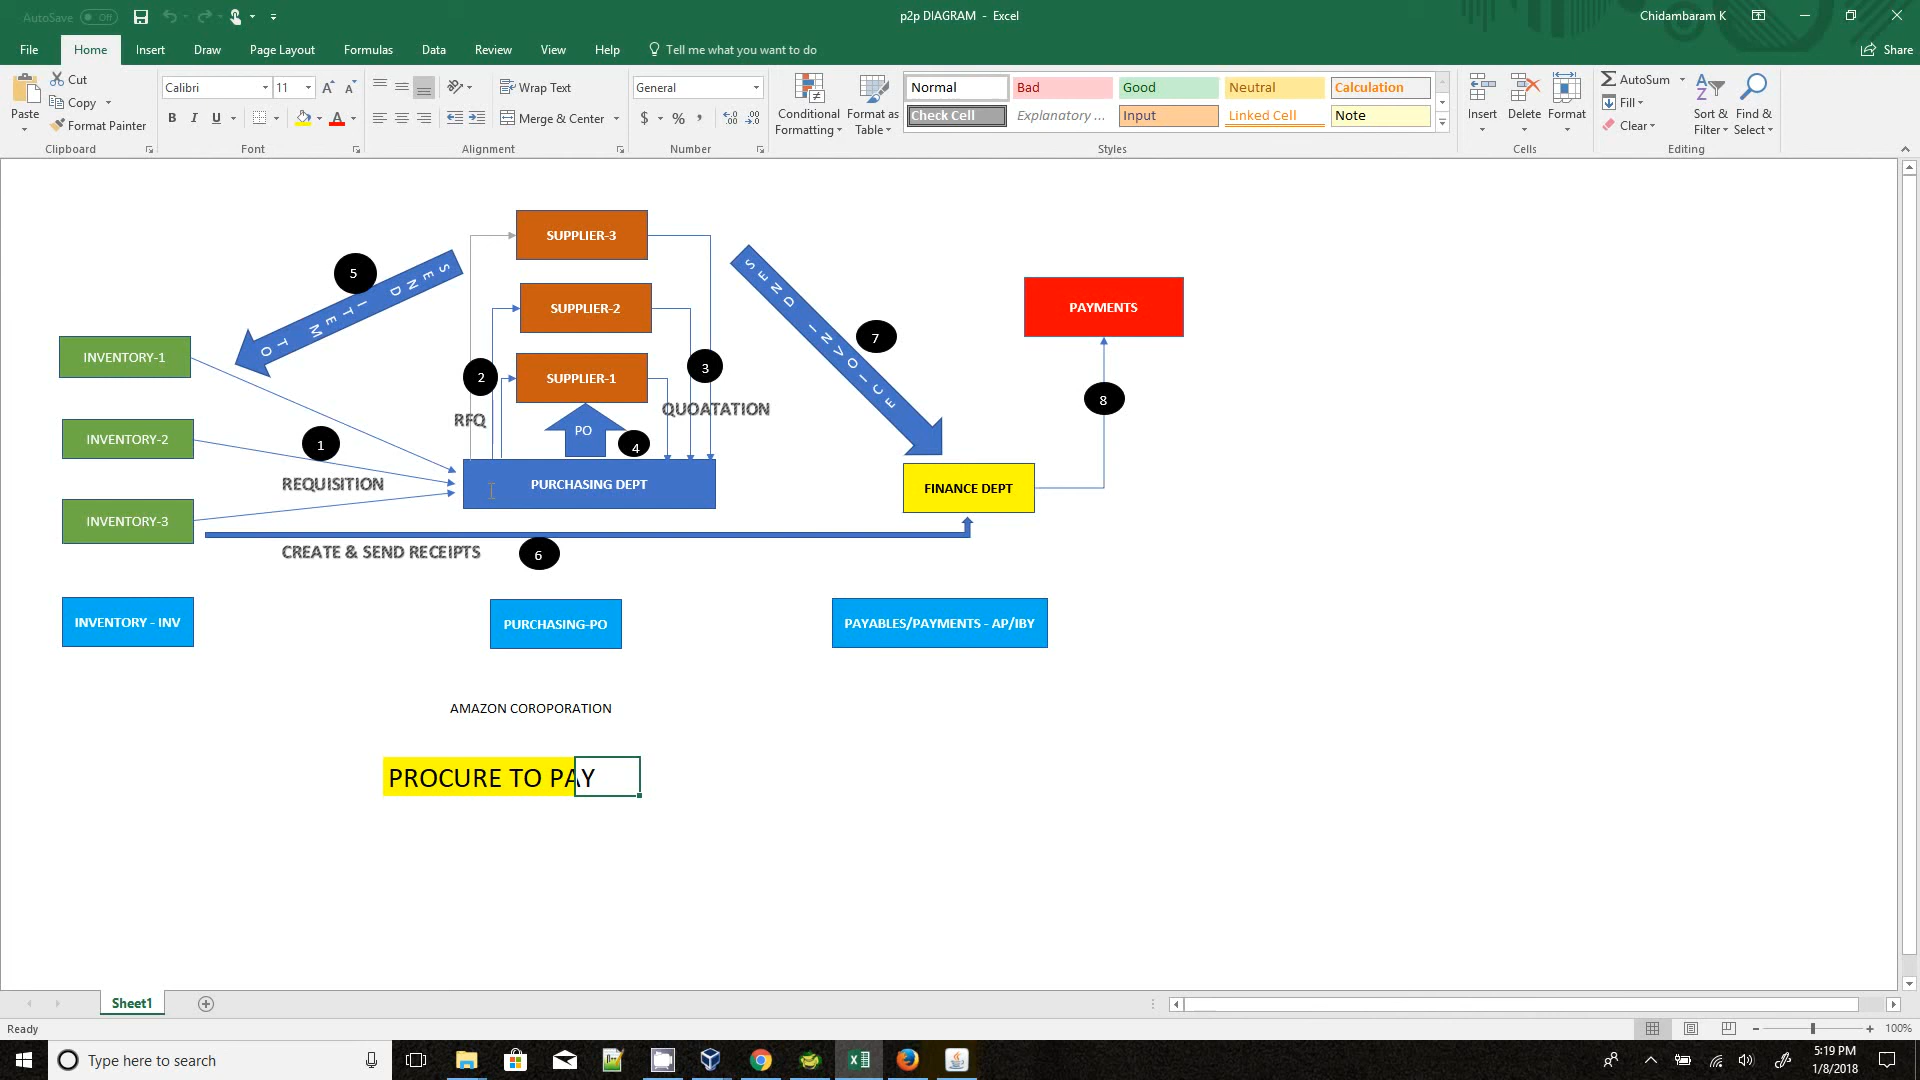 AutoSave Off
p2p DIAGRAM - Excel
Chidambaram K
File Home Insert Draw Page Layout Formulas Data Review View Help Tell me what you want to do Share
Paste
Cut
Copy
Format Painter
Clipboard
Calibri 11
B I U
Font
Wrap Text
Merge & Center
Alignment
General
$ % ,
Number
Conditional Formatting
Format as Table
Normal Bad Good Neutral Calculation
Check Cell Explanatory ... Input Linked Cell Note
Styles
Insert Delete Format
Cells
AutoSum
Fill
Clear
Sort & Filter
Find & Select
Editing
SUPPLIER-3
SUPPLIER-2
SUPPLIER-1
5
SEND ITEM TO
SEND INVOICE
7
PAYMENTS
8
INVENTORY-1
INVENTORY-2
INVENTORY-3
1
REQUISITION
2
RFQ
3
QUOATATION
PO
4
PURCHASING DEPT
FINANCE DEPT
CREATE & SEND RECEIPTS
6
INVENTORY - INV
PURCHASING-PO
PAYABLES/PAYMENTS - AP/IBY
AMAZON COROPORATION
PROCURE TO PAY
Sheet1
Ready
100%
Type here to search
5:19 PM
1/8/2018